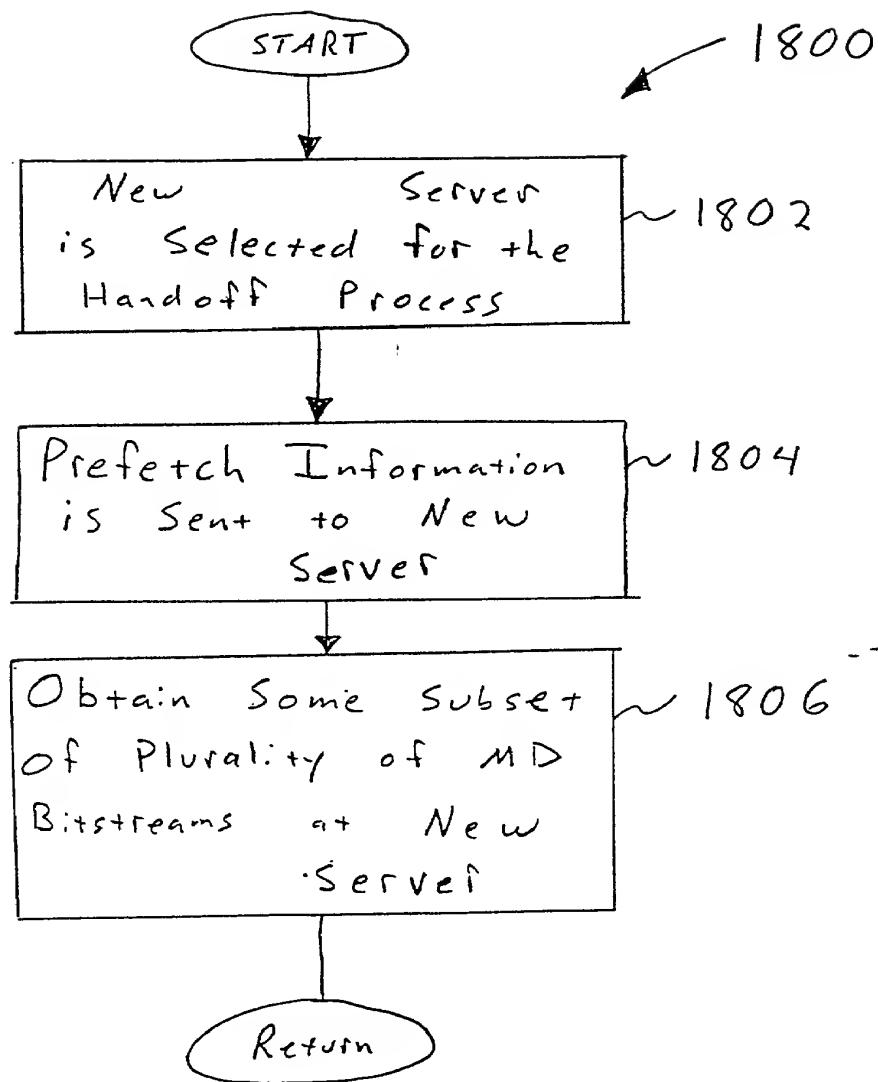 START
1800
New Server
is Selected for the
Handoff Process
1802
Prefetch Information
is Sent to New
Server
1804
Obtain Some Subset
Of Plurality of MD
Bitstreams at New
Server
1806
Return